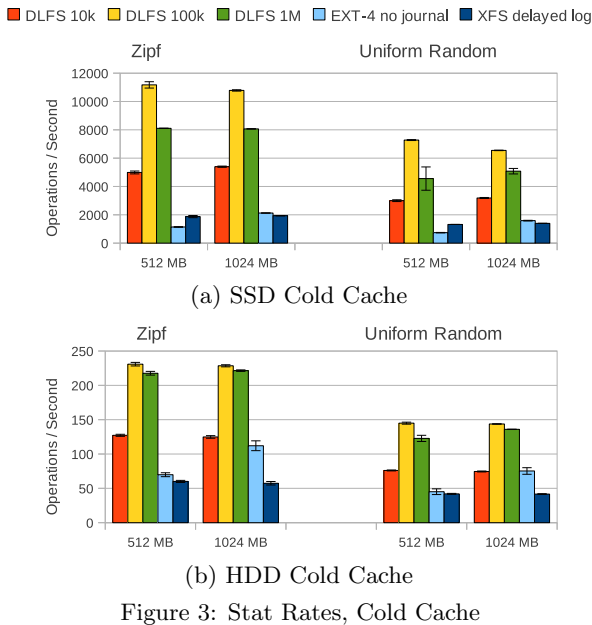 DLFS 10k DLFS 100k DLFS 1M EXT-4 no journal XFS delayed log
Zipf Uniform Random
12000
10000
8000
6000
4000
2000
0
Operations / Second
512 MB 1024 MB 512 MB 1024 MB
(a) SSD Cold Cache
Zipf Uniform Random
250
200
150
100
50
0
Operations / Second
512 MB 1024 MB 512 MB 1024 MB
(b) HDD Cold Cache
Figure 3: Stat Rates, Cold Cache